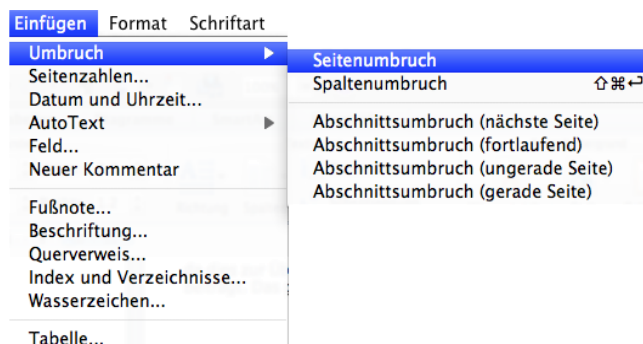 Einfügen Format Schriftart
Umbruch
Seitenzahlen...
Datum und Uhrzeit...
AutoText
Feld...
Neuer Kommentar
Fußnote...
Beschriftung...
Querverweis...
Index und Verzeichnisse...
Wasserzeichen...
Tabelle...
Seitenumbruch
Spaltenumbruch ⇧⌘↩
Abschnittsumbruch (nächste Seite)
Abschnittsumbruch (fortlaufend)
Abschnittsumbruch (ungerade Seite)
Abschnittsumbruch (gerade Seite)